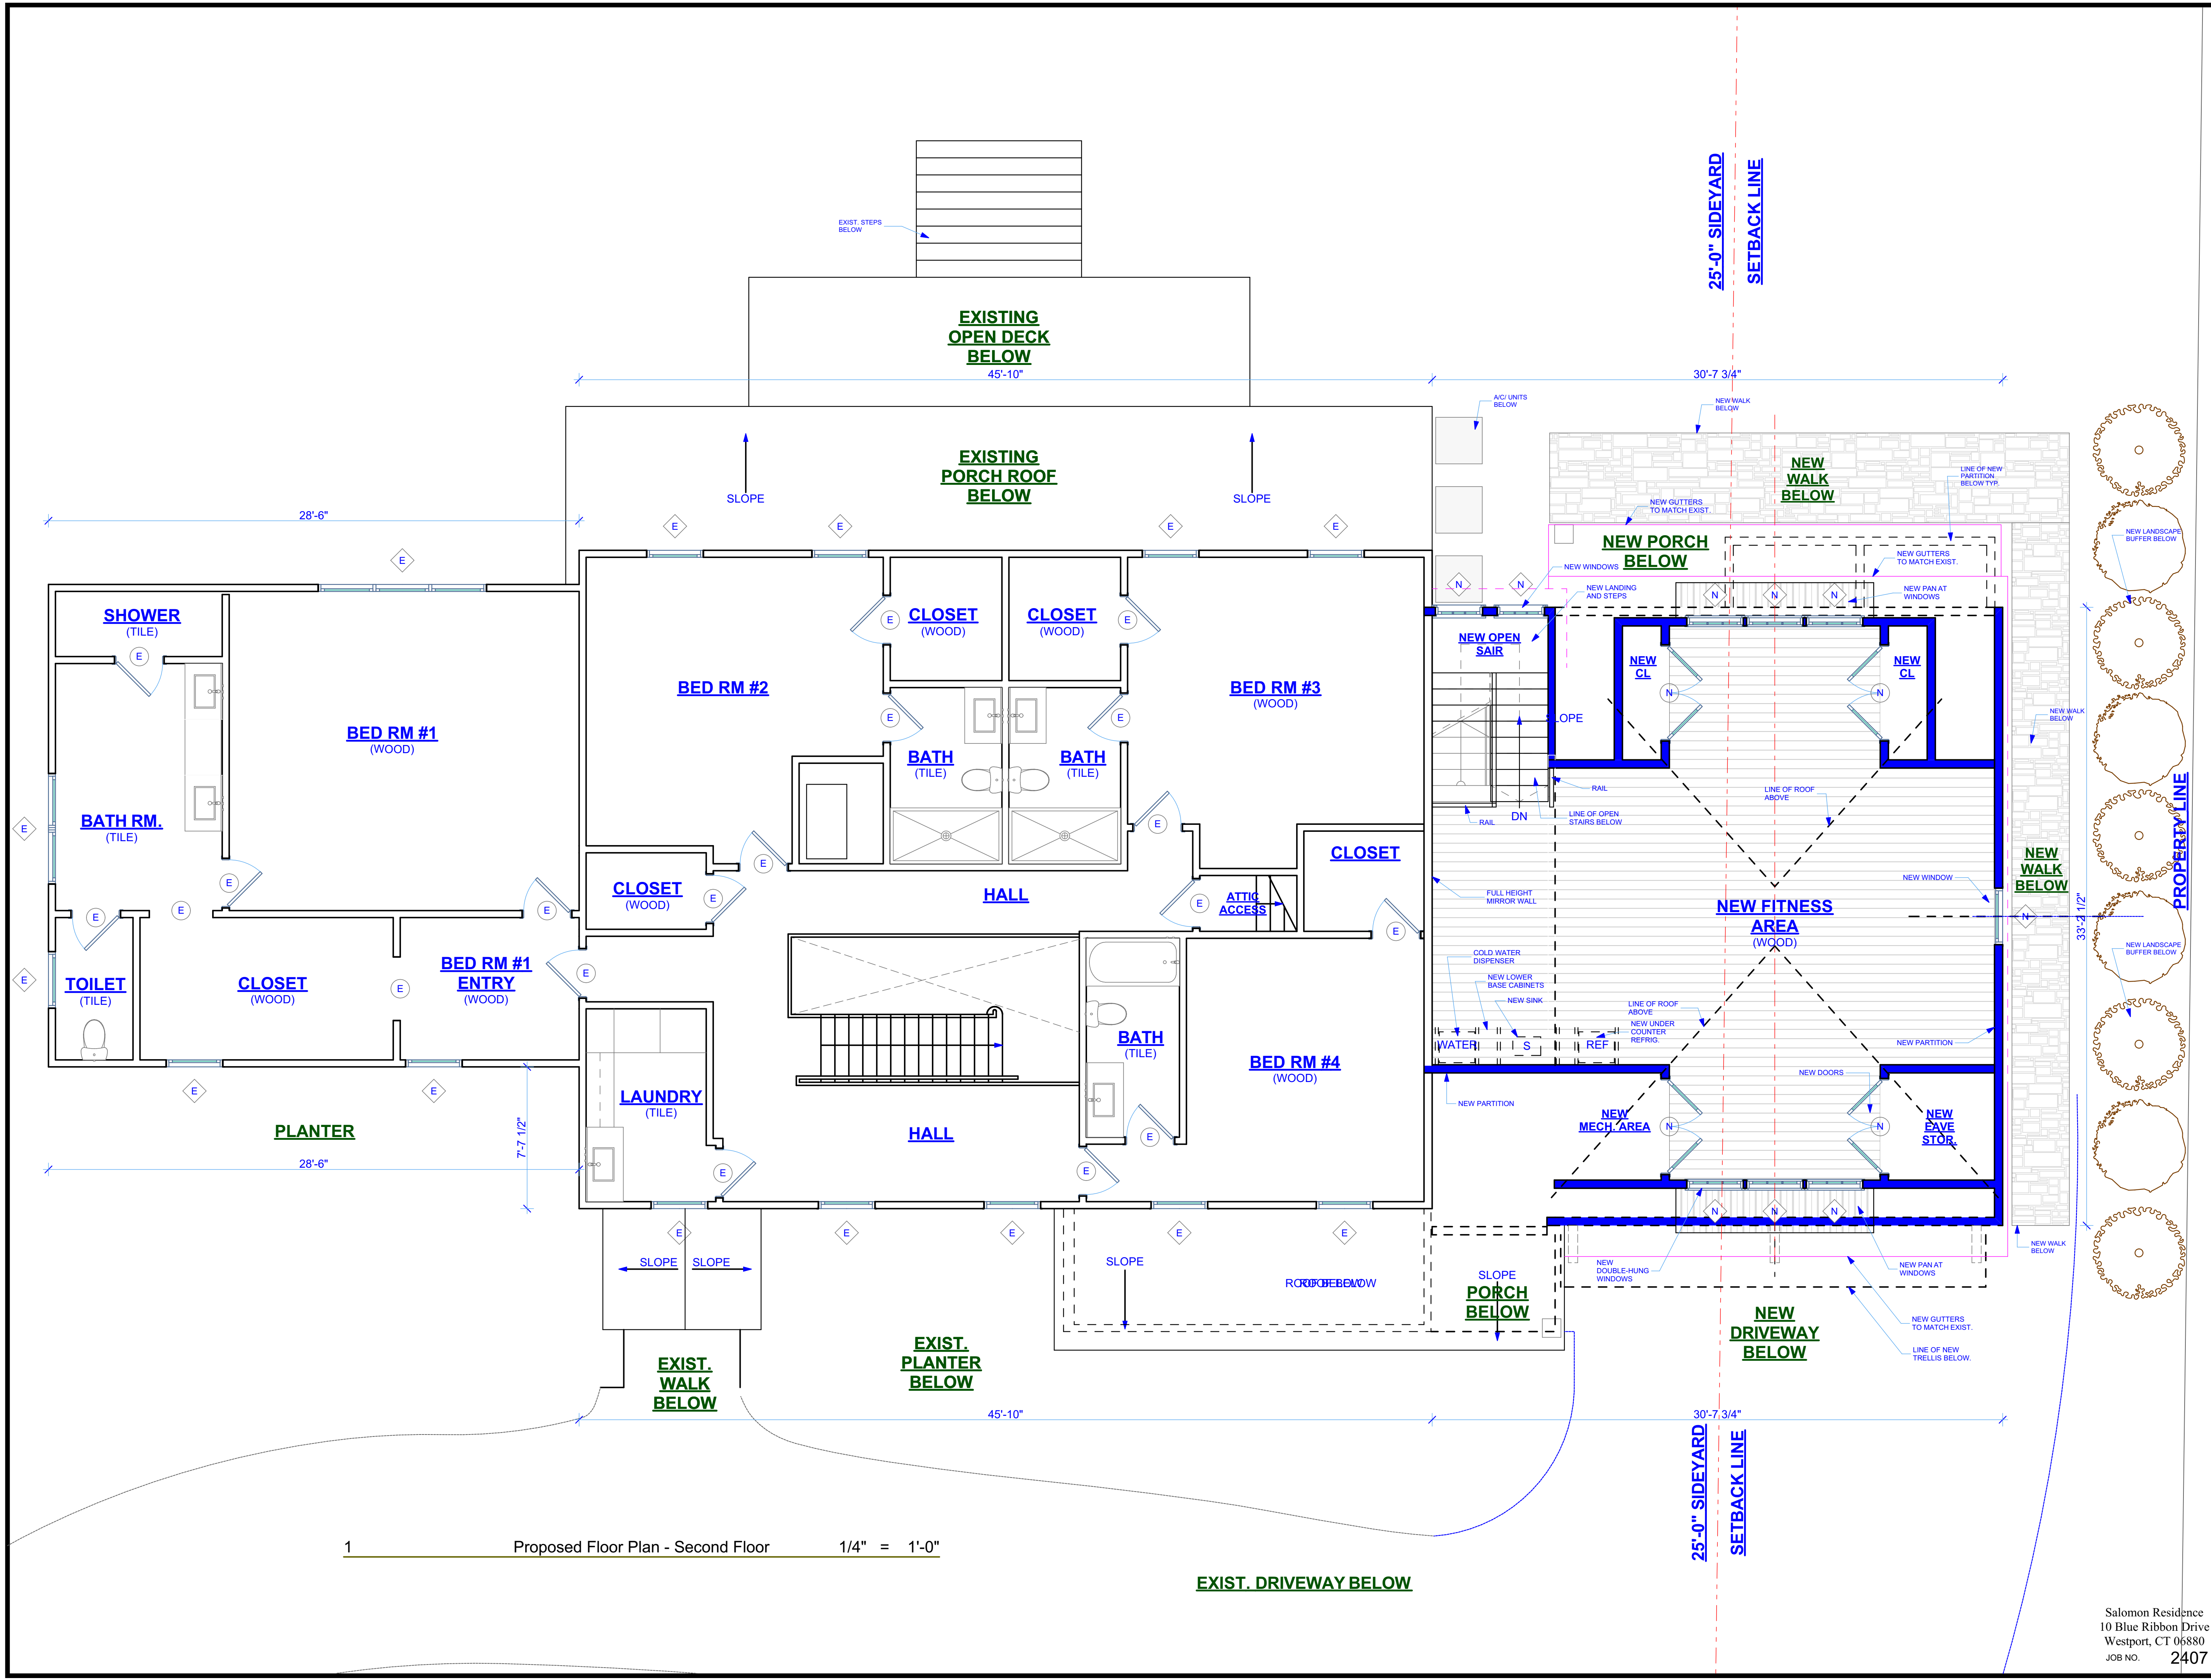 25'-0" SIDEYARD
SETBACK LINE
EXIST. STEPS
BELOW
EXISTING
OPEN DECK
BELOW
45'-10"
30'-7 3/4"
A/C/ UNITS
BELOW
NEW WALK
BELOW
EXISTING
PORCH ROOF
BELOW
SLOPE
SLOPE
NEW
WALK
BELOW
LINE OF NEW
PARTITION
BELOW TYP.
NEW GUTTERS
TO MATCH EXIST.
28'-6"
E
E
E
E
E
NEW PORCH
BELOW
NEW LANDSCAPE
BUFFER BELOW
NEW GUTTERS
TO MATCH EXIST.
NEW WINDOWS
NEW LANDING
AND STEPS
N
N
N
N
N
NEW PAN AT
WINDOWS
SHOWER
(TILE)
E
CLOSET
(WOOD)
E
CLOSET
(WOOD)
E
NEW OPEN
SAIR
NEW
CL
NEW
CL
N
N
BED RM #1
(WOOD)
BED RM #2
BED RM #3
(WOOD)
E
E
SLOPE
NEW WALK
BELOW
BATH
(TILE)
BATH
(TILE)
RAIL
LINE OF ROOF
ABOVE
PROPERTY LINE
BATH RM.
(TILE)
E
E
RAIL
DN
LINE OF OPEN
STAIRS BELOW
E
E
CLOSET
NEW
WALK
BELOW
E
CLOSET
(WOOD)
E
HALL
E
ATTIC
ACCESS
FULL HEIGHT
MIRROR WALL
NEW WINDOW
E
E
E
NEW FITNESS
AREA
(WOOD)
N
33'-2 1/2"
E
COLD WATER
DISPENSER
NEW LANDSCAPE
BUFFER BELOW
E
TOILET
(TILE)
CLOSET
(WOOD)
E
BED RM #1
ENTRY
(WOOD)
E
NEW LOWER
BASE CABINETS
NEW SINK
LINE OF ROOF
ABOVE
NEW UNDER
COUNTER
REFRIG.
WATER
S
REF
NEW PARTITION
BATH
(TILE)
BED RM #4
(WOOD)
E
E
LAUNDRY
(TILE)
NEW DOORS
NEW PARTITION
NEW
MECH. AREA
N
N
NEW
EAVE
STOR.
PLANTER
7'-7 1/2"
HALL
E
28'-6"
E
E
N
N
N
E
E
E
E
E
NEW WALK
BELOW
SLOPE
SLOPE
SLOPE
SLOPE
ROOF BELOW
ROOF BELOW
NEW
DOUBLE-HUNG
WINDOWS
NEW PAN AT
WINDOWS
PORCH
BELOW
NEW
DRIVEWAY
BELOW
NEW GUTTERS
TO MATCH EXIST.
LINE OF NEW
TRELLIS BELOW.
EXIST.
WALK
BELOW
EXIST.
PLANTER
BELOW
45'-10"
30'-7 3/4"
25'-0" SIDEYARD
SETBACK LINE
1 Proposed Floor Plan - Second Floor 1/4" = 1'-0"
EXIST. DRIVEWAY BELOW
Salomon Residence
10 Blue Ribbon Drive
Westport, CT 06880
JOB NO. 2407